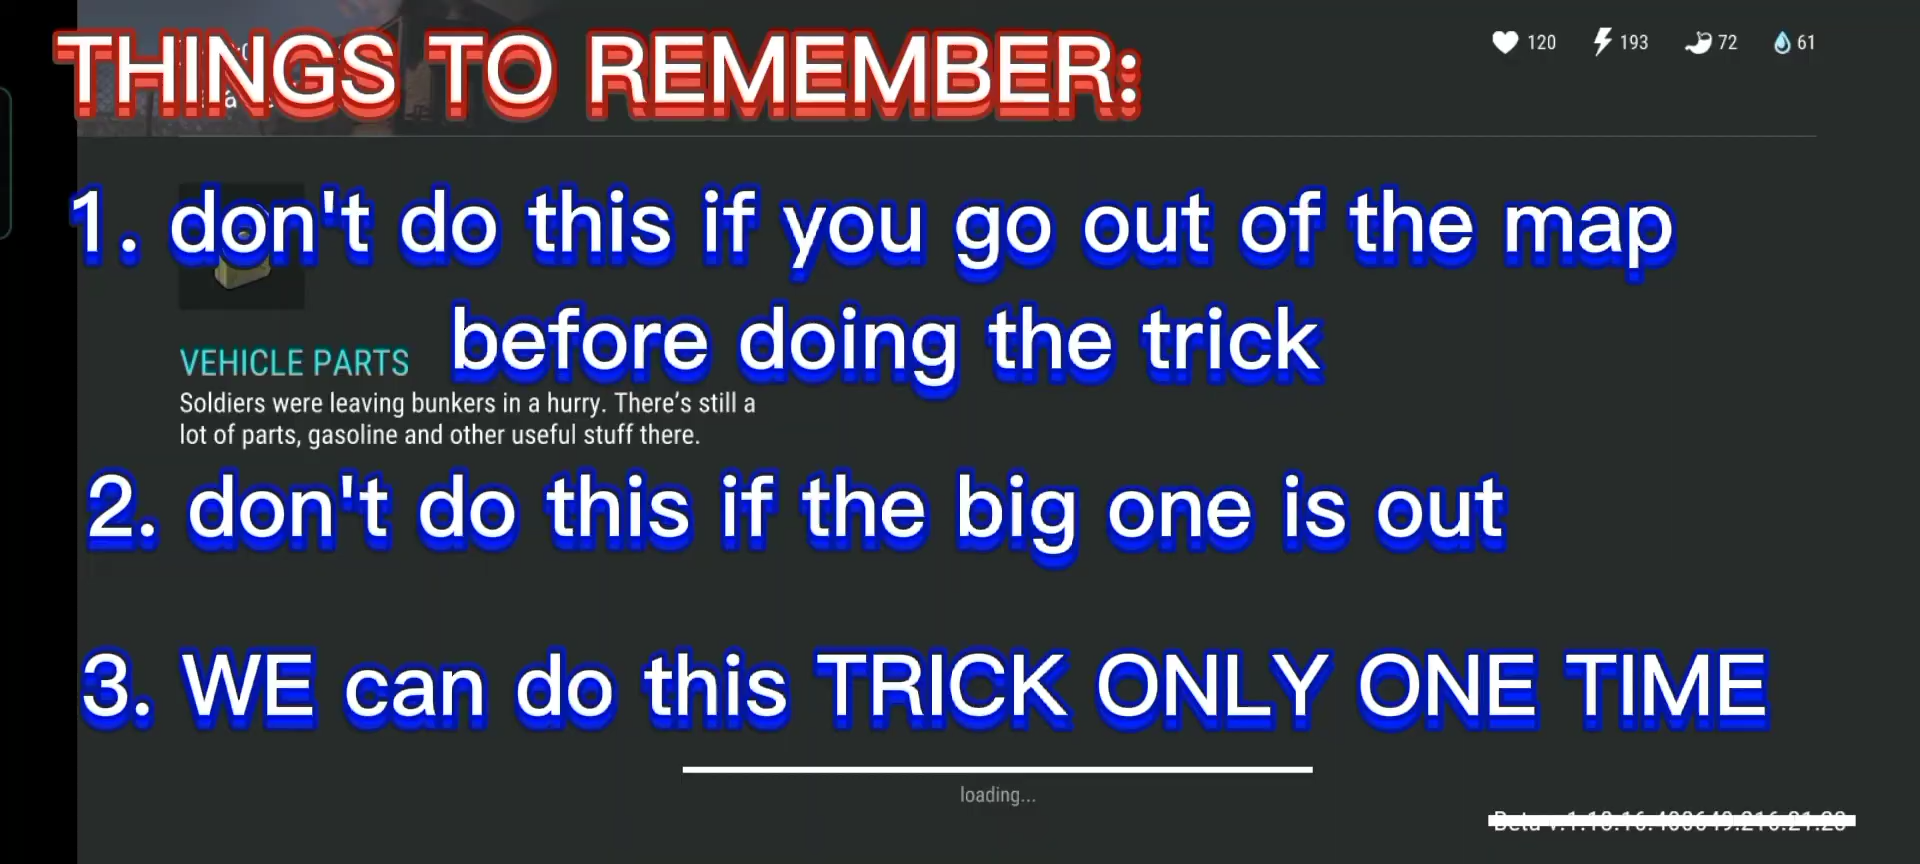 THINGS TO REMEMBER:
120 193 72 61
1. don't do this if you go out of the map
before doing the trick
VEHICLE PARTS
Soldiers were leaving bunkers in a hurry. There's still a
lot of parts, gasoline and other useful stuff there.
2. don't do this if the big one is out
3. WE can do this TRICK ONLY ONE TIME
loading...